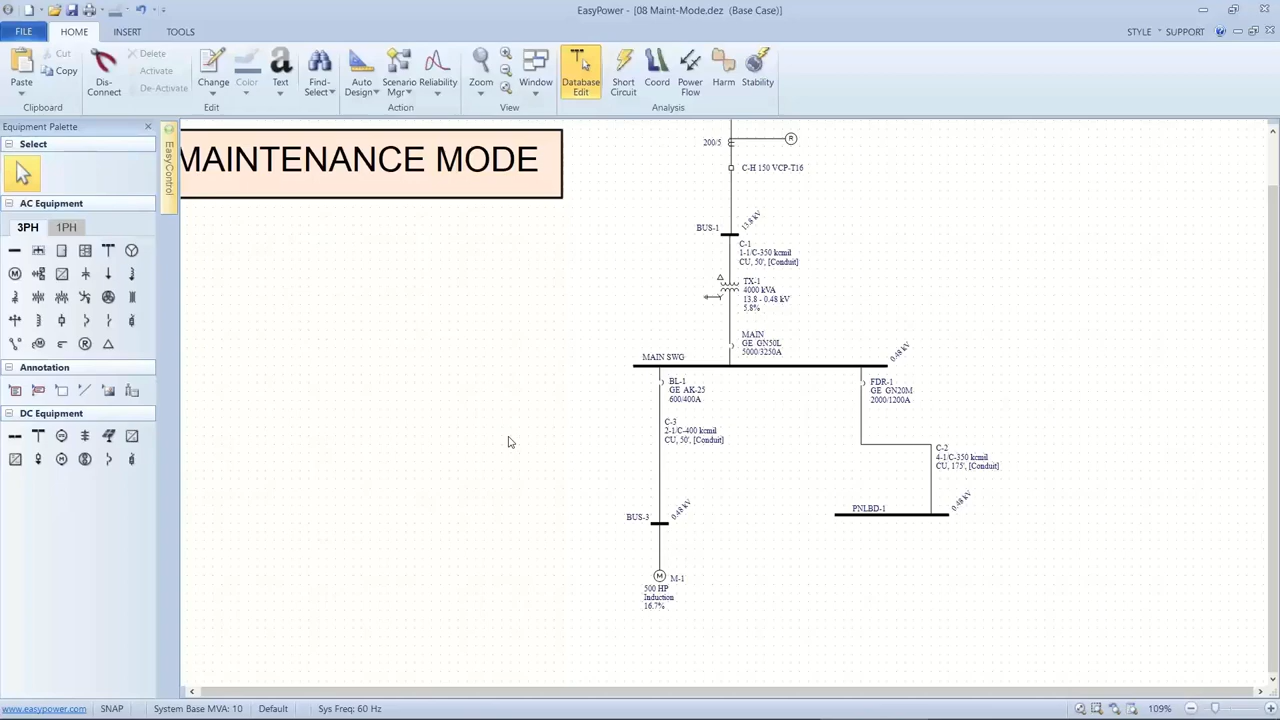 EasyPower - [08 Maint-Mode.dez (Base Case)]
FILE
HOME
INSERT
TOOLS
STYLE
SUPPORT
Paste
Cut
Copy
Clipboard
Dis-
Connect
Delete
Activate
De-Activate
Change
Color
Text
Edit
Find-
Select
Auto
Design
Scenario
Mgr
Reliability
Action
Zoom
Window
View
Database
Edit
Short
Circuit
Coord
Power
Flow
Harm
Stability
Analysis
Equipment Palette
Select
AC Equipment
3PH
1PH
Annotation
DC Equipment
EasyControl
MAINTENANCE MODE
200/5
R
C-H 150 VCP-T16
BUS-1
13.8 kV
C-1
1-1/C-350 kcmil
CU, 50', [Conduit]
TX-1
4000 kVA
13.8 - 0.48 kV
5.8%
MAIN
GE GN50L
5000/3250A
MAIN SWG
0.48 kV
BL-1
GE AK-25
600/400A
FDR-1
GE GN20M
2000/1200A
C-3
2-1/C-400 kcmil
CU, 50', [Conduit]
C-2
4-1/C-350 kcmil
CU, 175', [Conduit]
BUS-3
0.48 kV
PNLBD-1
0.48 kV
M
M-1
500 HP
Induction
16.7%
www.easypower.com
SNAP
System Base MVA: 10
Default
Sys Freq: 60 Hz
109%